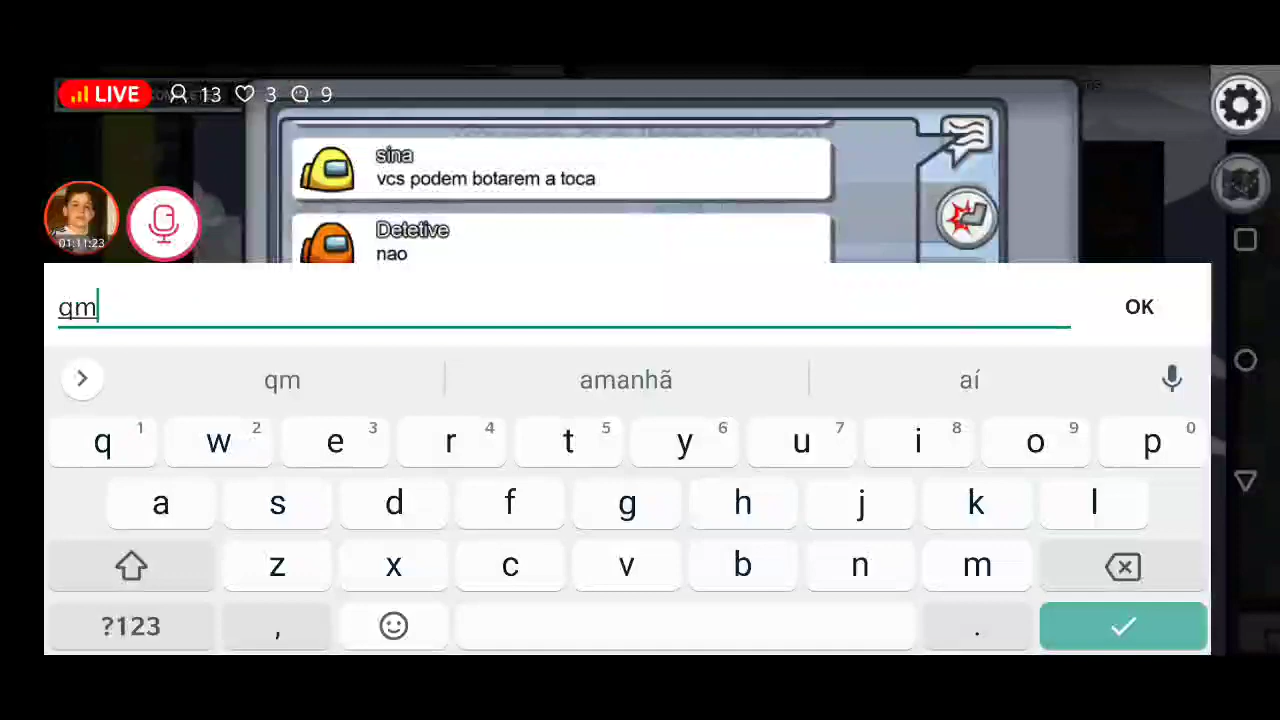 LIVE 13 3 9
sina
vcs podem botarem a toca
01:11:23
Detetive
nao
qm
OK
qm amanhã aí
q 1 w 2 e 3 r 4 t 5 y 6 u 7 i 8 o 9 p 0
a s d f g h j k l
z x c v b n m
?123 , .